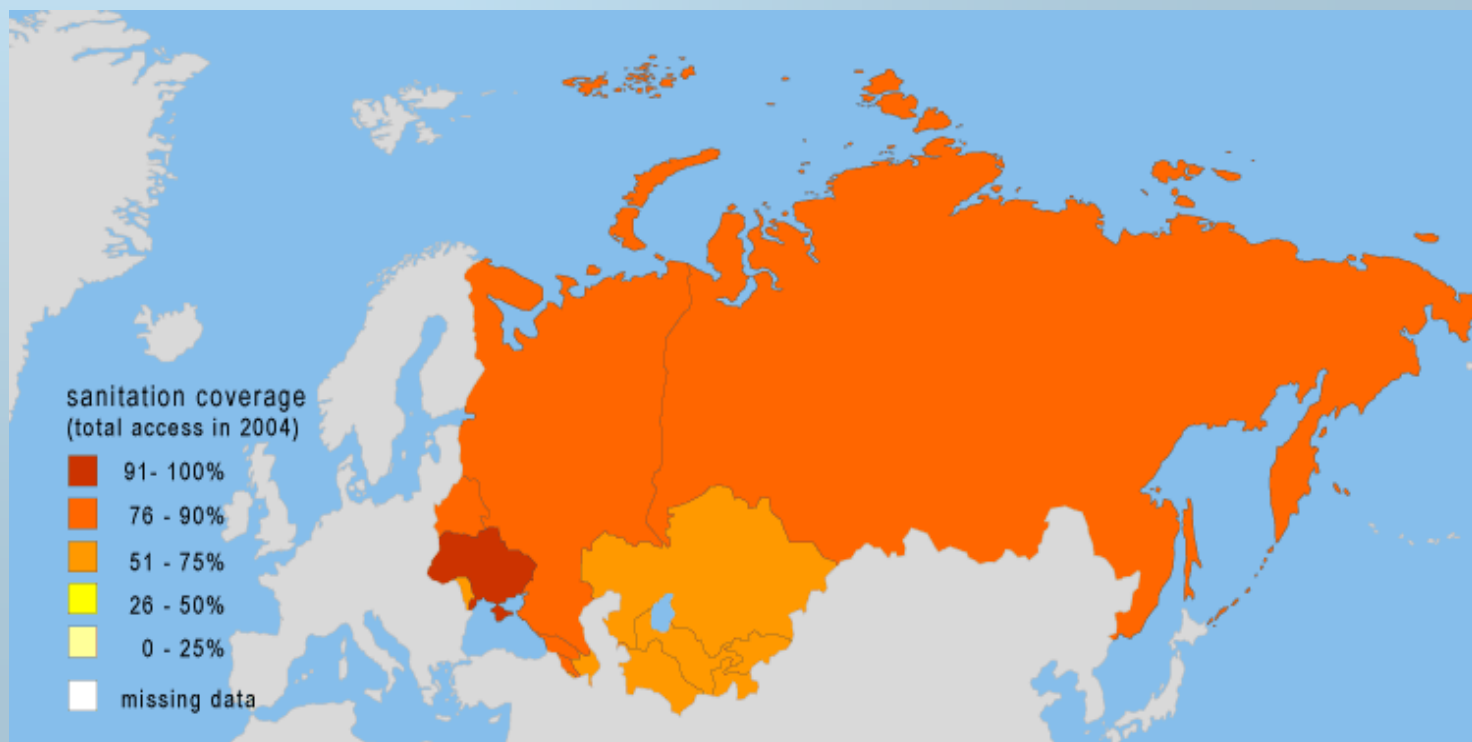 sanitation coverage
(total access in 2004)
91- 100%
76 - 90%
51 - 75%
26 - 50%
0 - 25%
missing data